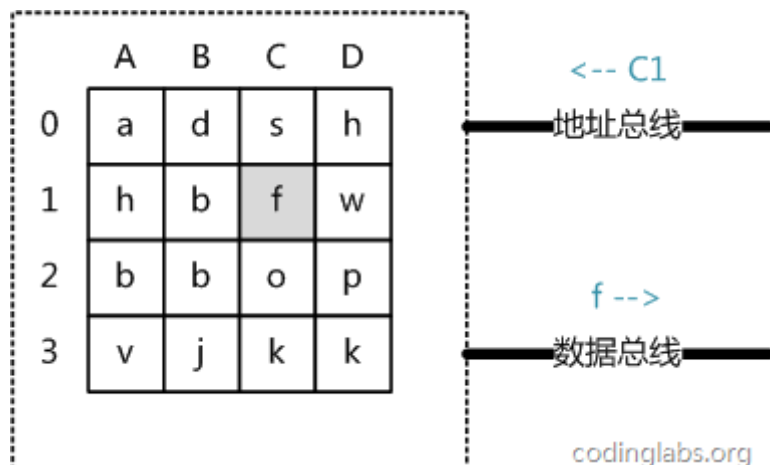 A B C D
<-- C1
0 a d s h
地址总线
1 h b f w
2 b b o p
f -->
3 v j k k
数据总线
codinglabs.org